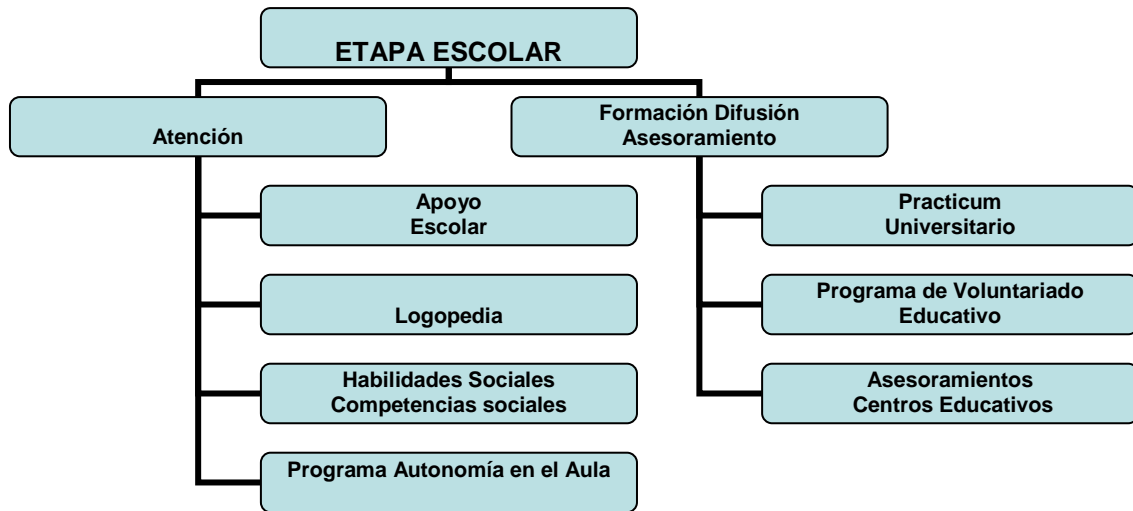 ETAPA ESCOLAR
Atención
Formación Difusión
Asesoramiento
Apoyo
Escolar
Logopedia
Habilidades Sociales
Competencias sociales
Programa Autonomía en el Aula
Practicum
Universitario
Programa de Voluntariado
Educativo
Asesoramientos
Centros Educativos